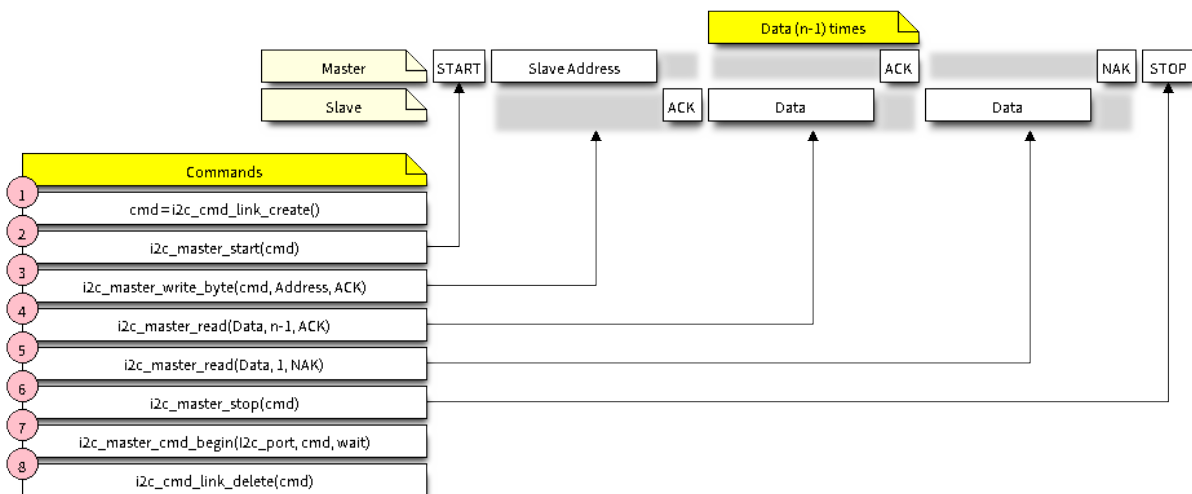 Data (n-1) times
Master START Slave Address ACK NAK STOP
Slave ACK Data Data
Commands
1
cmd = i2c_cmd_link_create()
2
i2c_master_start(cmd)
3
i2c_master_write_byte(cmd, Address, ACK)
4
i2c_master_read(Data, n-1, ACK)
5
i2c_master_read(Data, 1, NAK)
6
i2c_master_stop(cmd)
7
i2c_master_cmd_begin(I2c_port, cmd, wait)
8
i2c_cmd_link_delete(cmd)